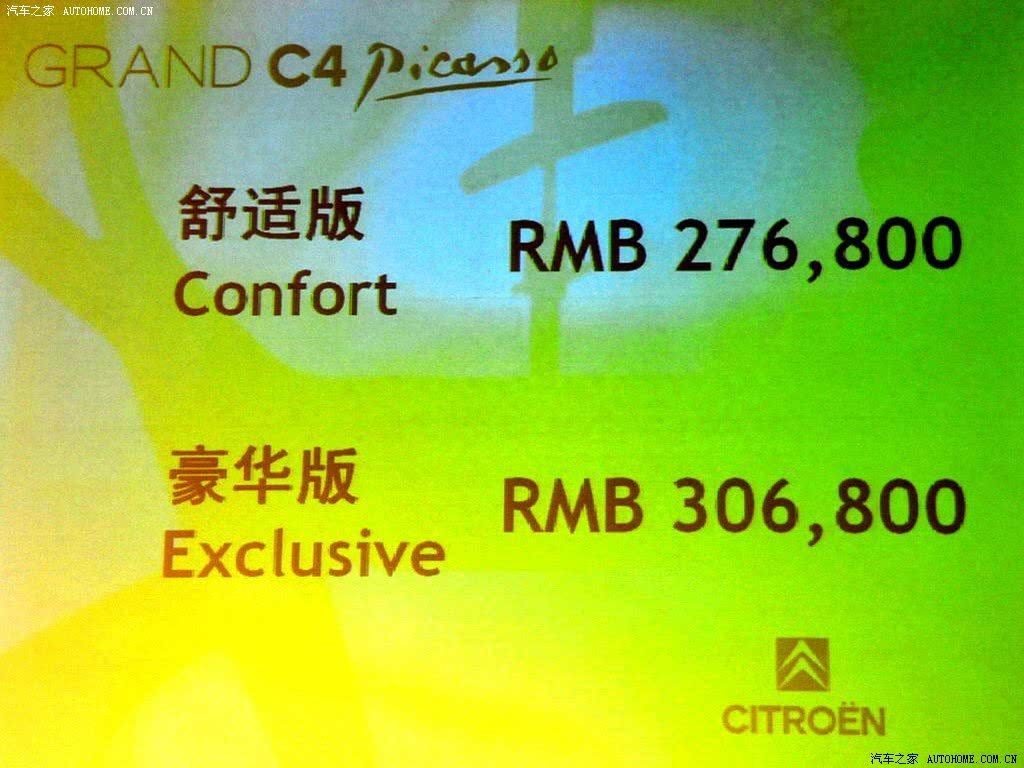 汽车之家 AUTOHOME.COM.CN
GRAND C4 Picasso
舒适版
RMB 276,800
Confort
豪华版
RMB 306,800
Exclusive
CITROËN
汽车之家 AUTOHOME.COM.CN